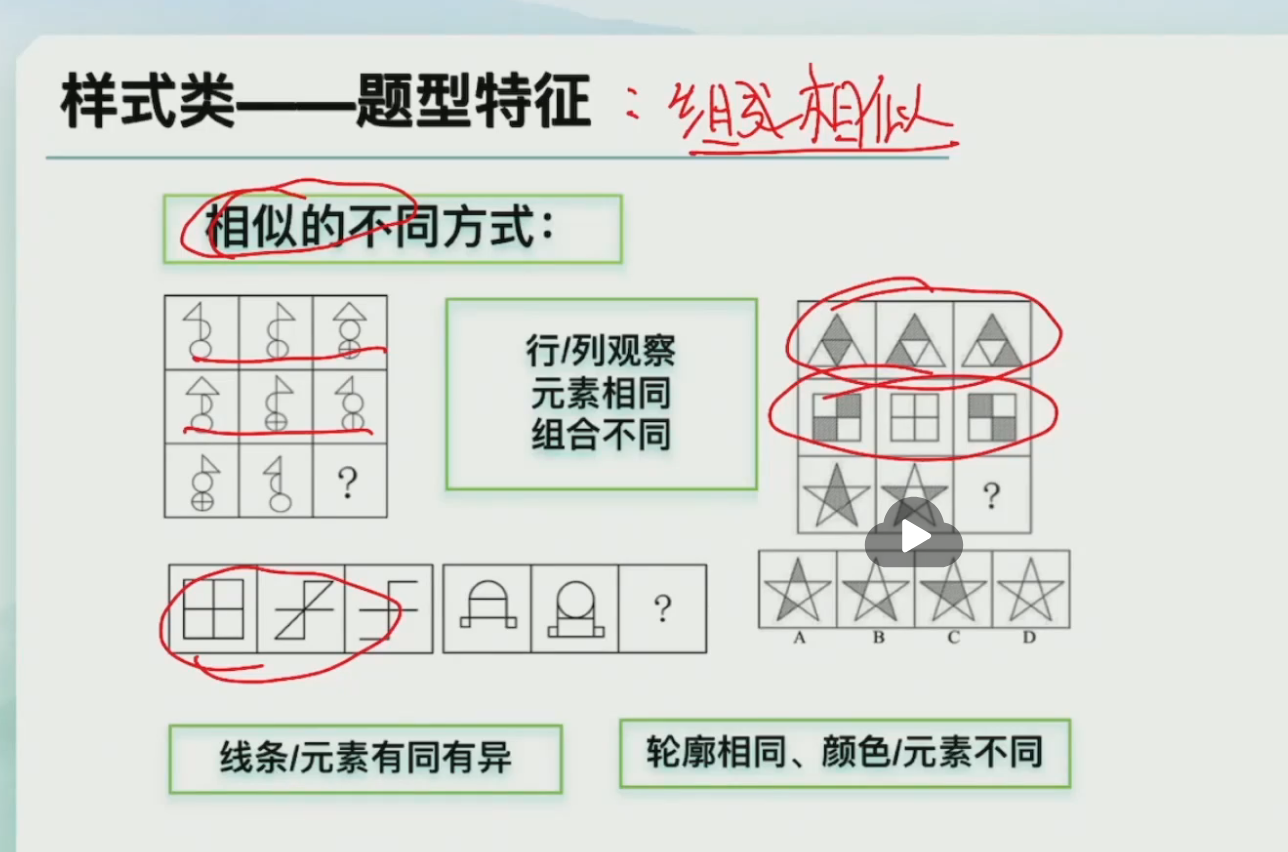 样式类——题型特征：组成相似
相似的不同方式：
行/列观察
元素相同
组合不同
?
?
?
A B C D
线条/元素有同有异
轮廓相同、颜色/元素不同